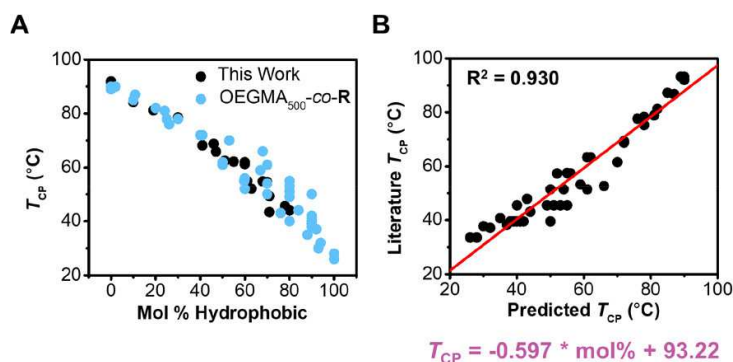 A
T_CP (°C)
100
80
60
40
20
0 20 40 60 80 100
Mol % Hydrophobic
This Work
OEGMA₅₀₀-co-R
B
Literature T_CP (°C)
100
80
60
40
20
20 40 60 80 100
Predicted T_CP (°C)
R² = 0.930
T_CP = -0.597 * mol% + 93.22